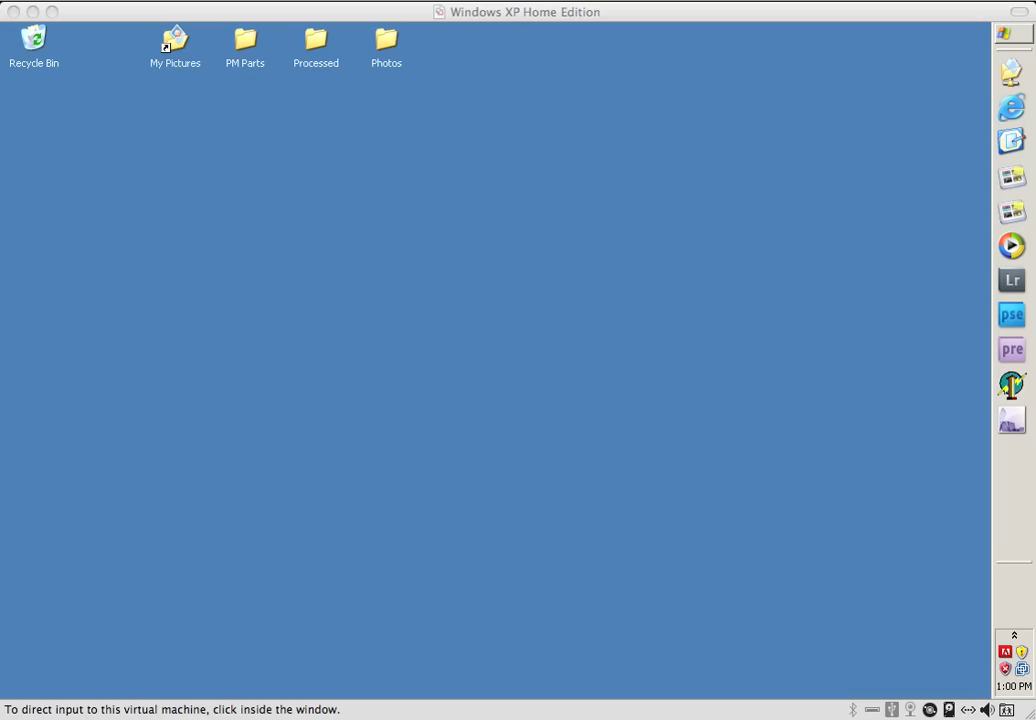 Windows XP Home Edition
Recycle Bin
My Pictures
PM Parts
Processed
Photos
Lr
pse
pre
1:00 PM
To direct input to this virtual machine, click inside the window.